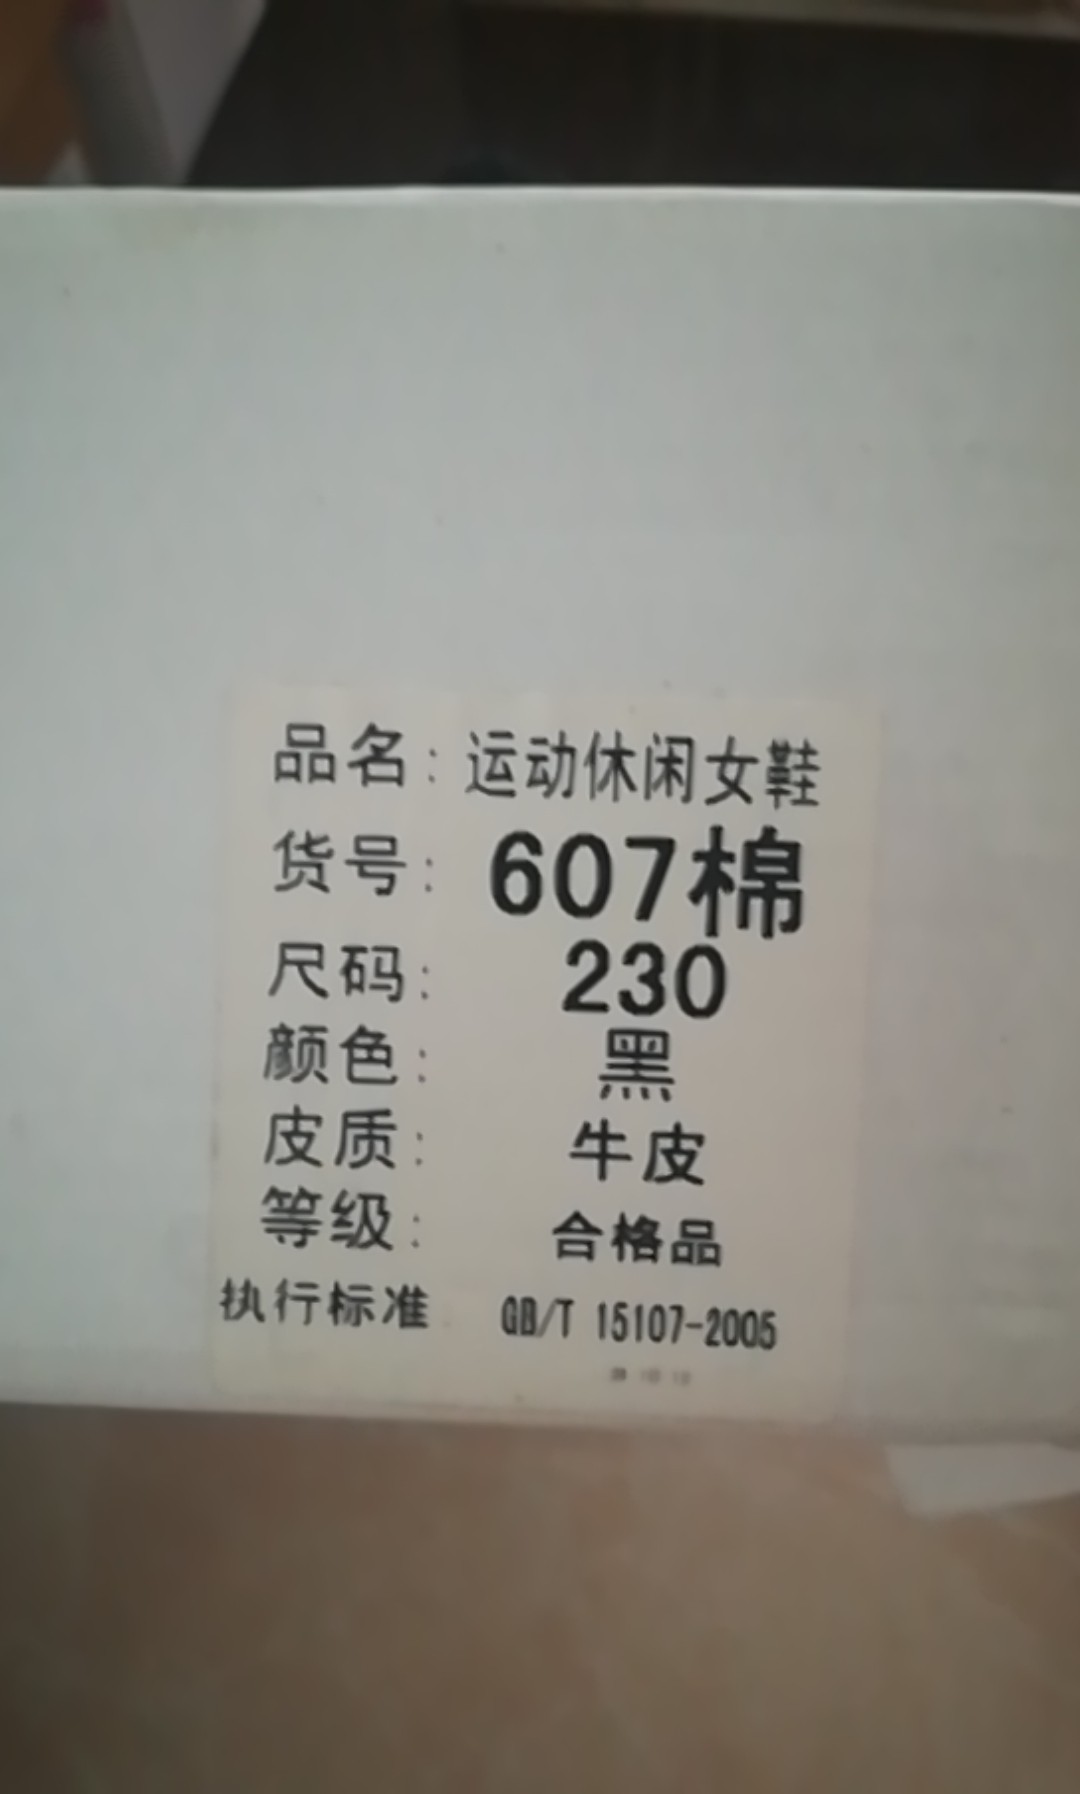 品名：运动休闲女鞋
货号：607棉
尺码：230
颜色：黑
皮质：牛皮
等级：合格品
执行标准 GB/T 15107-2005